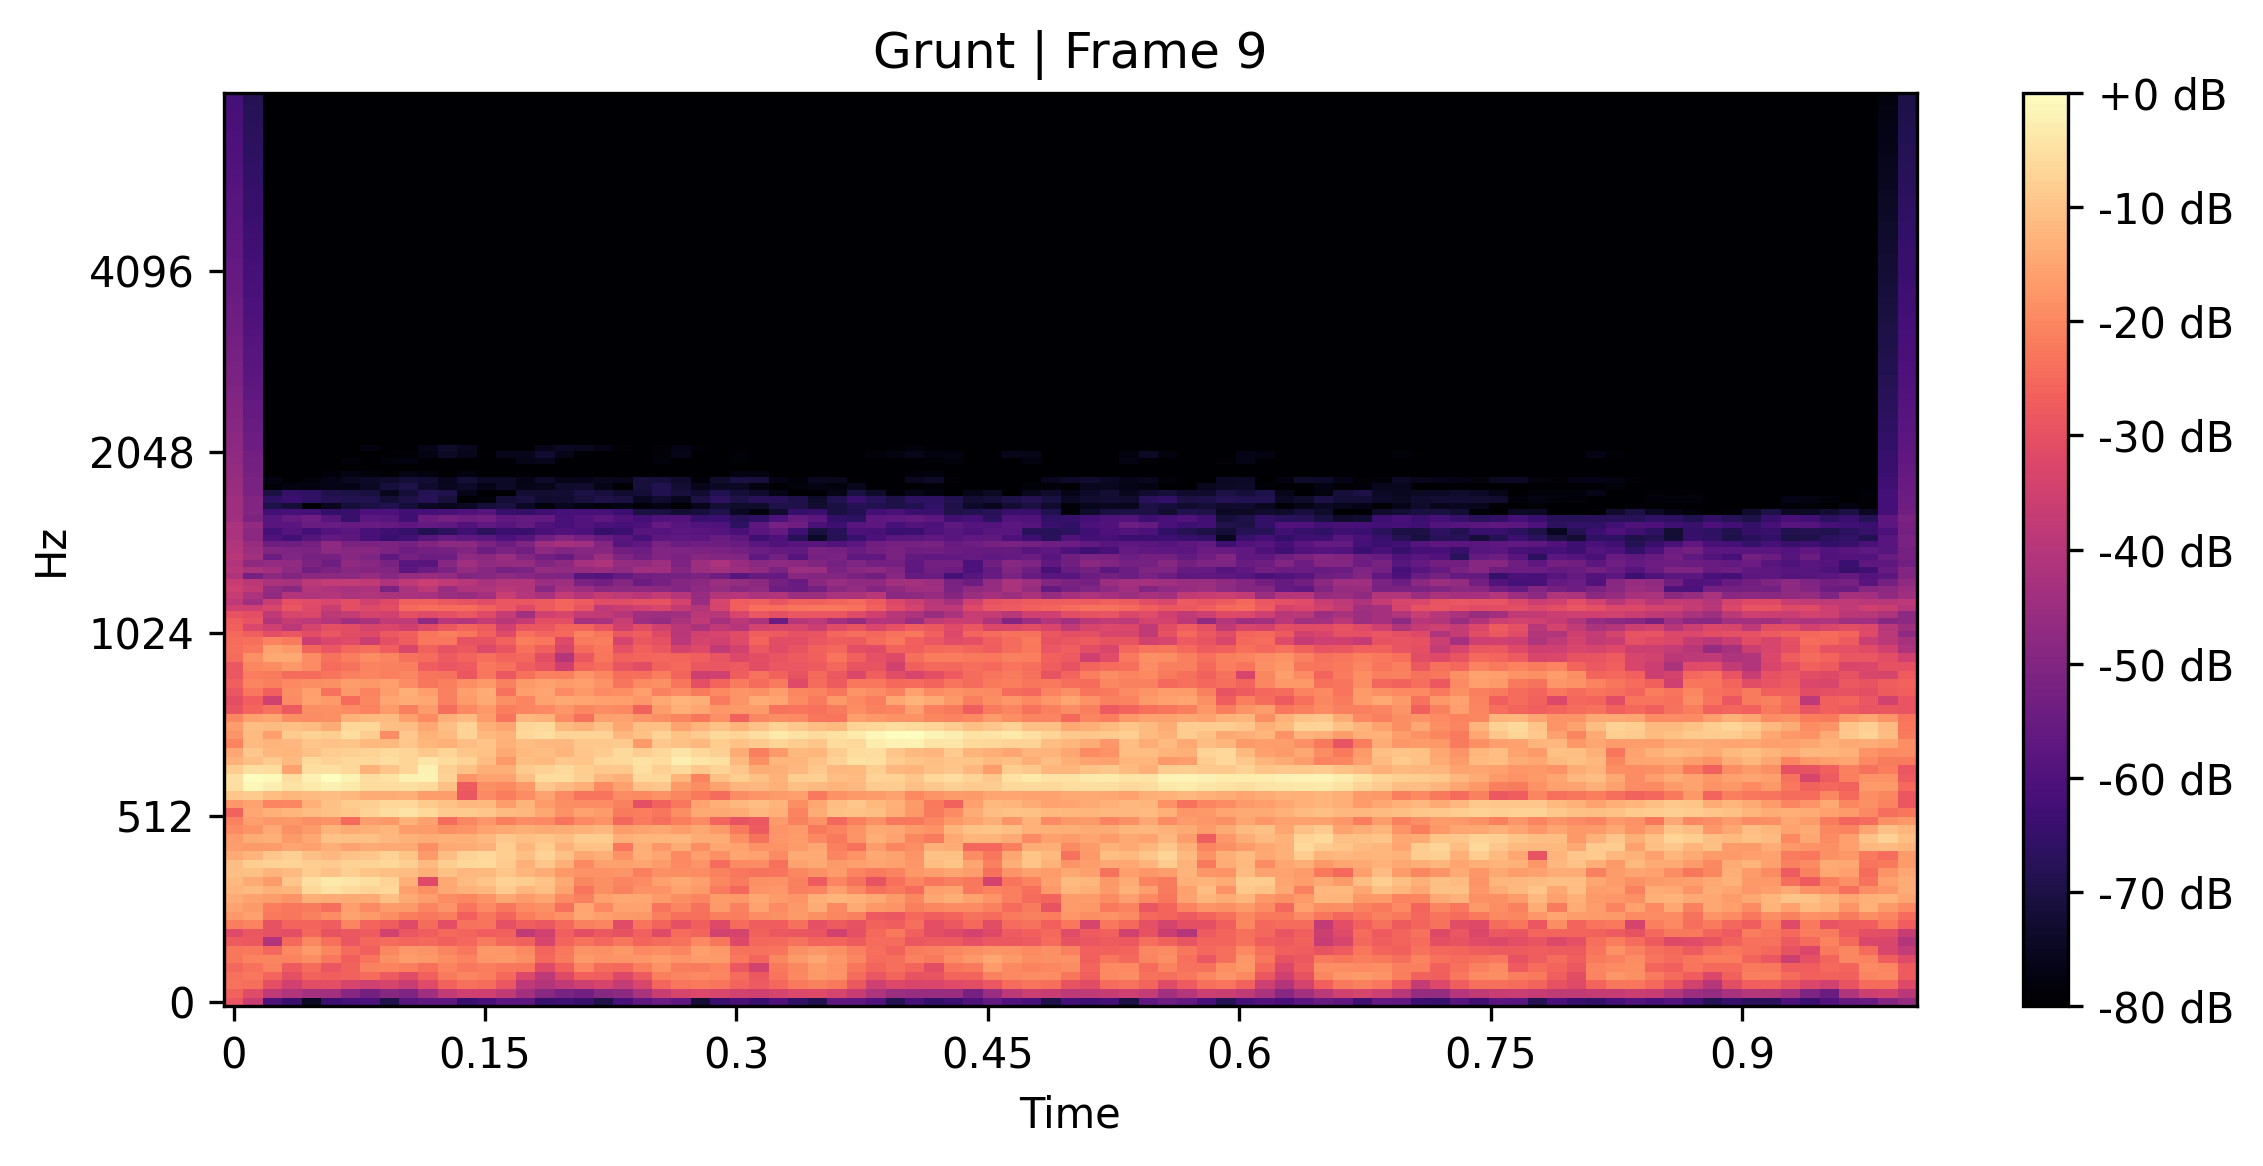 Grunt | Frame 9
Hz
4096
2048
1024
512
0
0 0.15 0.3 0.45 0.6 0.75 0.9
Time
+0 dB
-10 dB
-20 dB
-30 dB
-40 dB
-50 dB
-60 dB
-70 dB
-80 dB